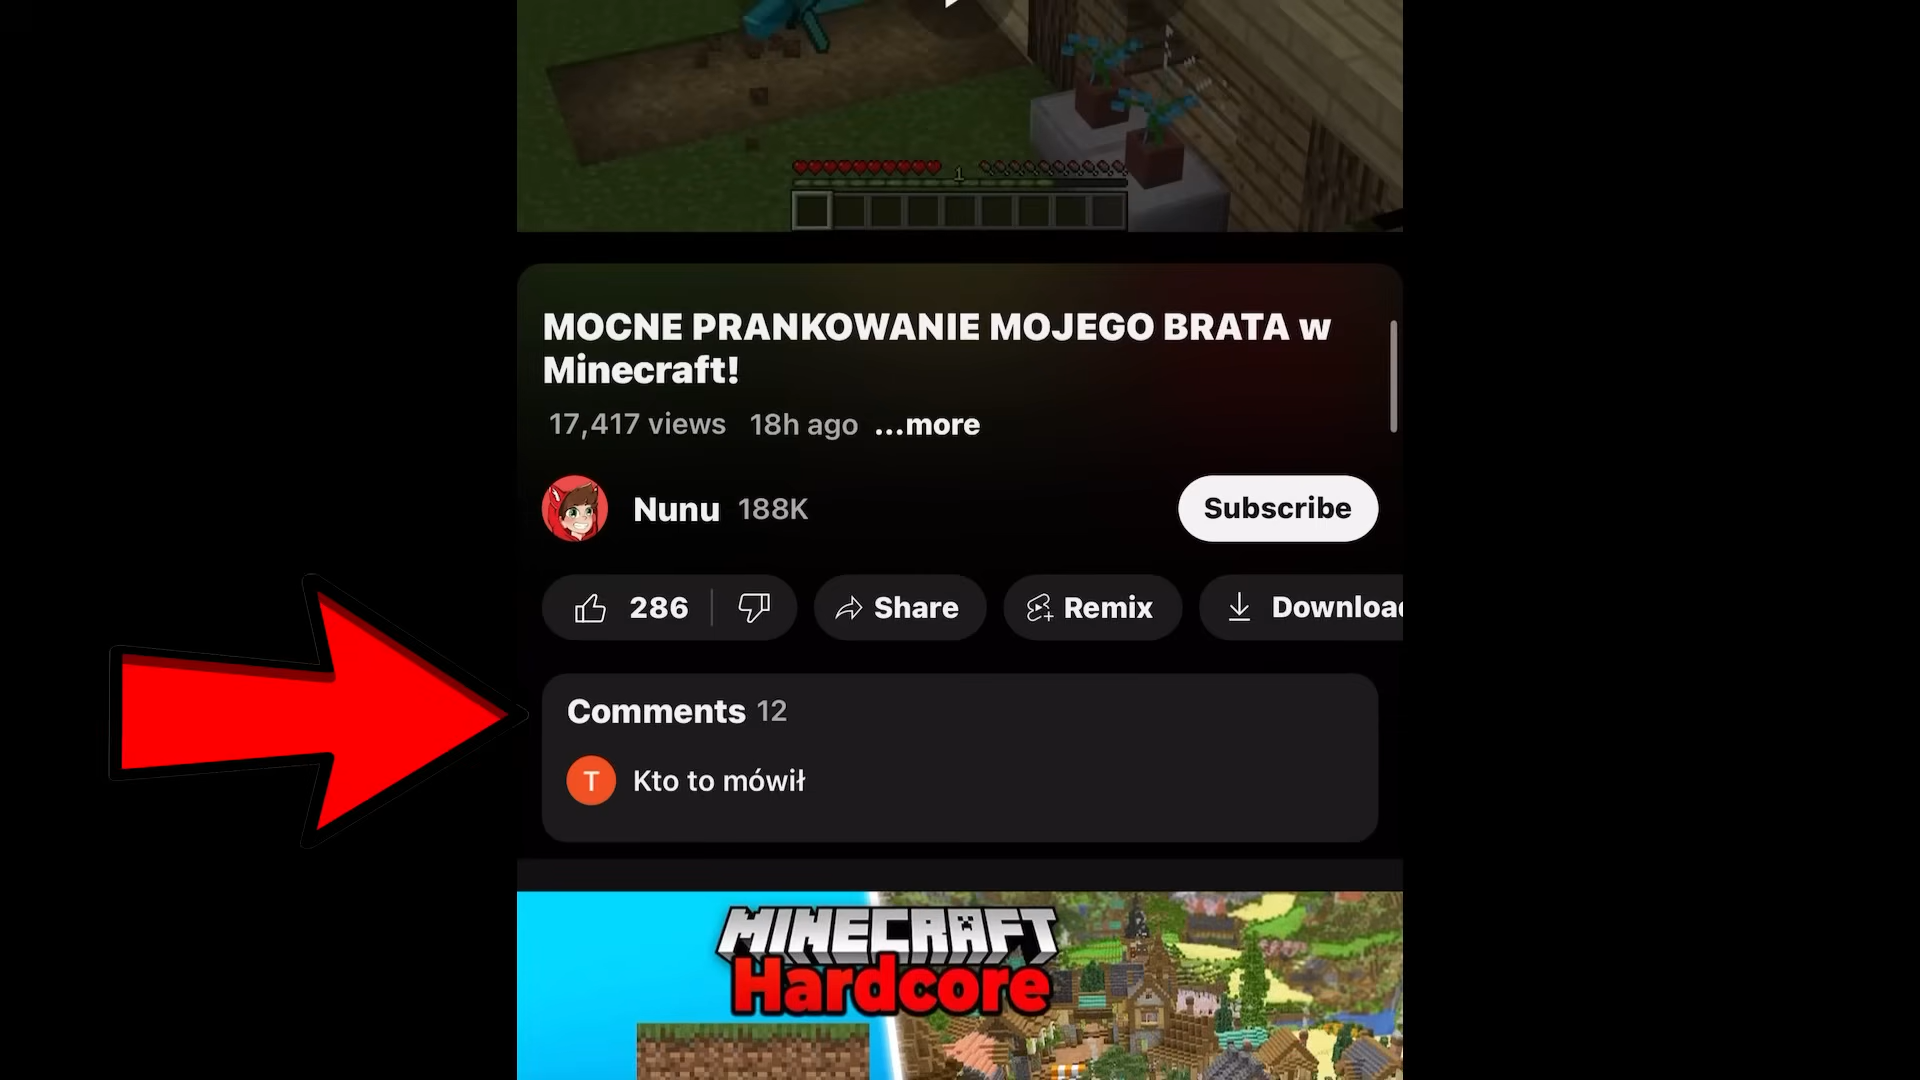 1
MOCNE PRANKOWANIE MOJEGO BRATA w
Minecraft!
17,417 views 18h ago ...more
Nunu 188K
Subscribe
286
Share
Remix
Downloa
Comments 12
T
Kto to mówił
MINECRAFT
Hardcore